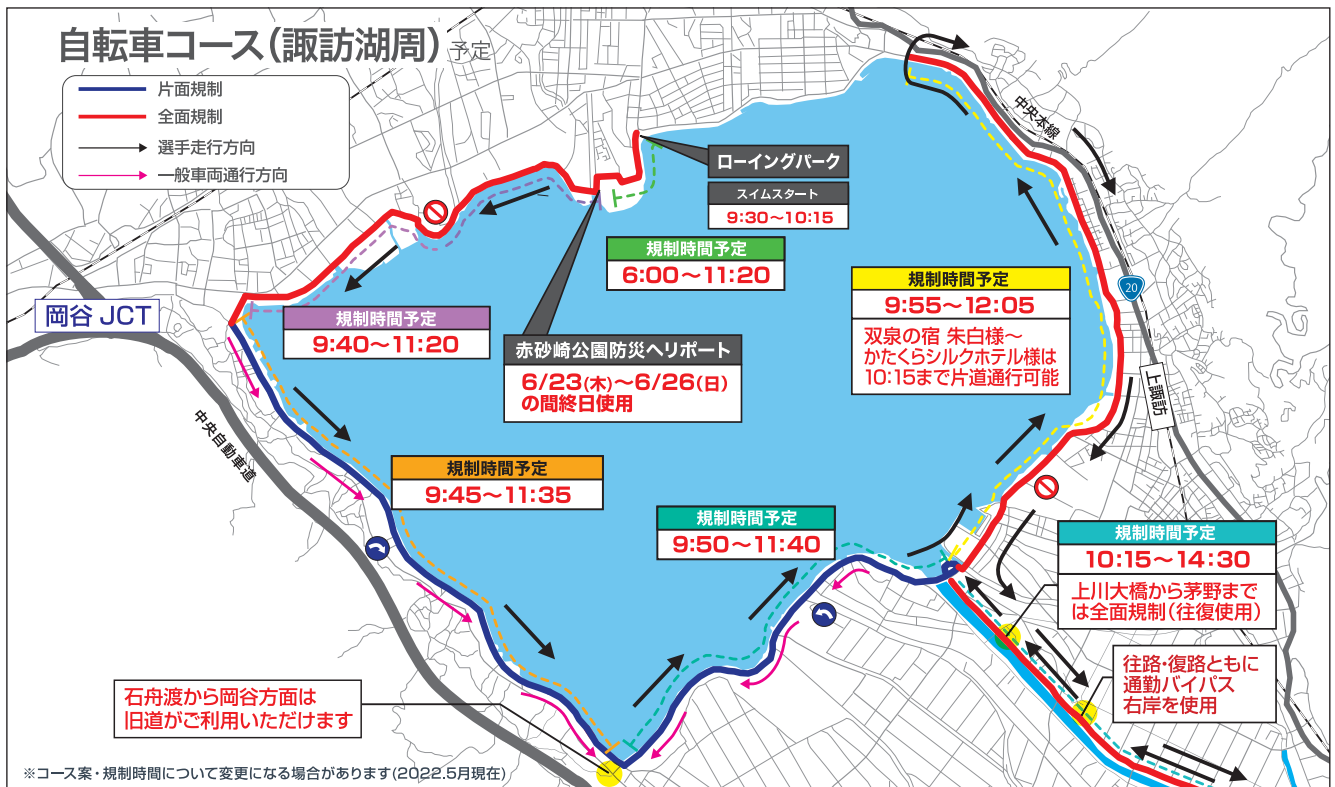 自転車コース(諏訪湖周) 予定
片面規制
全面規制
選手走行方向
一般車両通行方向
中央本線
ローイングパーク
スイムスタート
9:30〜10:15
規制時間予定
6:00〜11:20
規制時間予定
9:55〜12:05
双泉の宿 朱白様〜
かたくらシルクホテル様は
10:15まで片道通行可能
20
岡谷 JCT
規制時間予定
9:40〜11:20
赤砂崎公園防災ヘリポート
6/23(木)〜6/26(日)
の間終日使用
上諏訪
中央自動車道
規制時間予定
9:45〜11:35
規制時間予定
9:50〜11:40
規制時間予定
10:15〜14:30
上川大橋から茅野まで
は全面規制(往復使用)
往路・復路ともに
通勤バイパス
右岸を使用
石舟渡から岡谷方面は
旧道がご利用いただけます
※コース案・規制時間について変更になる場合があります(2022.5月現在)